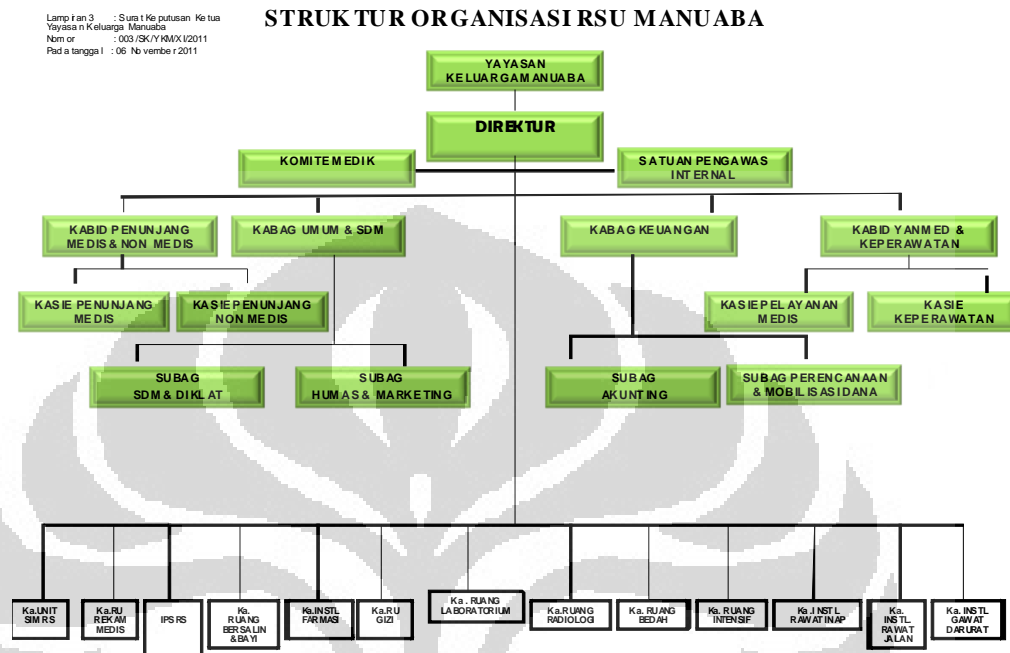 STRUKTUR ORGANISASI RSU MANUABA
Lampiran 3 : Surat Keputusan Ketua
Yayasan Keluarga Manuaba
Nomor : 003/SK/YKM/XI/2011
Pada tanggal : 06 November 2011
YAYASAN
KELUARGA MANUABA
DIREKTUR
KOMITE MEDIK
SATUAN PENGAWAS
INTERNAL
KABID PENUNJANG
MEDIS & NON MEDIS
KABAG UMUM & SDM
KABAG KEUANGAN
KABID YANMED &
KEPERAWATAN
KASIE PENUNJANG
MEDIS
KASIE PENUNJANG
NON MEDIS
KASIE PELAYANAN
MEDIS
KASIE
KEPERAWATAN
SUBAG
SDM & DIKLAT
SUBAG
HUMAS & MARKETING
SUBAG
AKUNTING
SUBAG PERENCANAAN
& MOBILISASI DANA
Ka.UNIT
SIMRS
Ka.RU
REKAM
MEDIS
IPSRS
Ka.
RUANG
BERSALIN
& BAYI
Ka.INSTL
FARMASI
Ka.RU
GIZI
Ka. RUANG
LABORATORIUM
Ka.RUANG
RADIOLOGI
Ka. RUANG
BEDAH
Ka. RUANG
INTENSIF
Ka.INSTL
RAWAT INAP
Ka.
INSTL.
RAWAT
JALAN
Ka. INSTL
GAWAT
DARURAT